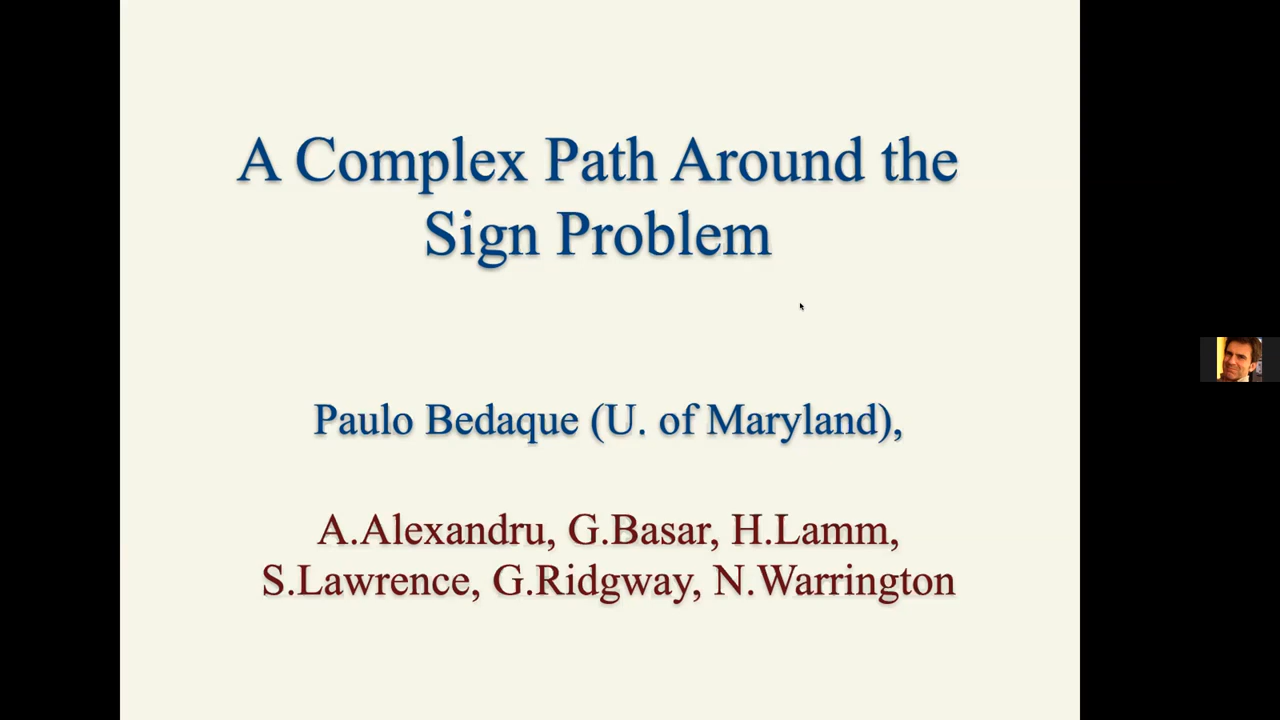 A Complex Path Around the
Sign Problem
Paulo Bedaque (U. of Maryland),
A.Alexandru, G.Basar, H.Lamm,
S.Lawrence, G.Ridgway, N.Warrington